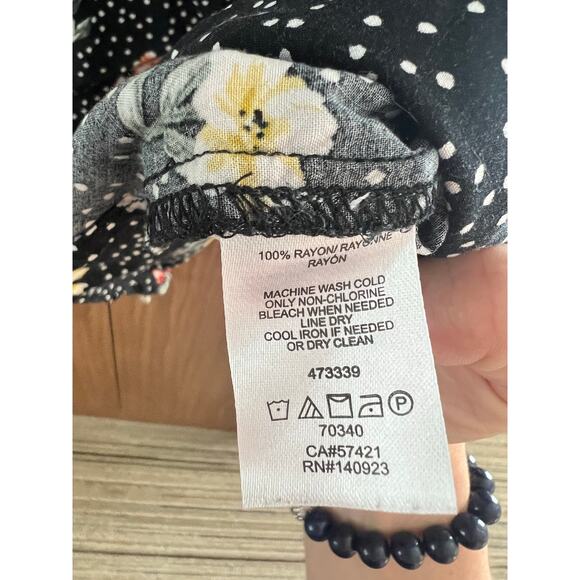 100% RAYON/RAYONNE
RAYÓN
MACHINE WASH COLD
ONLY NON-CHLORINE
BLEACH WHEN NEEDED
LINE DRY
COOL IRON IF NEEDED
OR DRY CLEAN
473339
P
70340
CA#57421
RN#140923